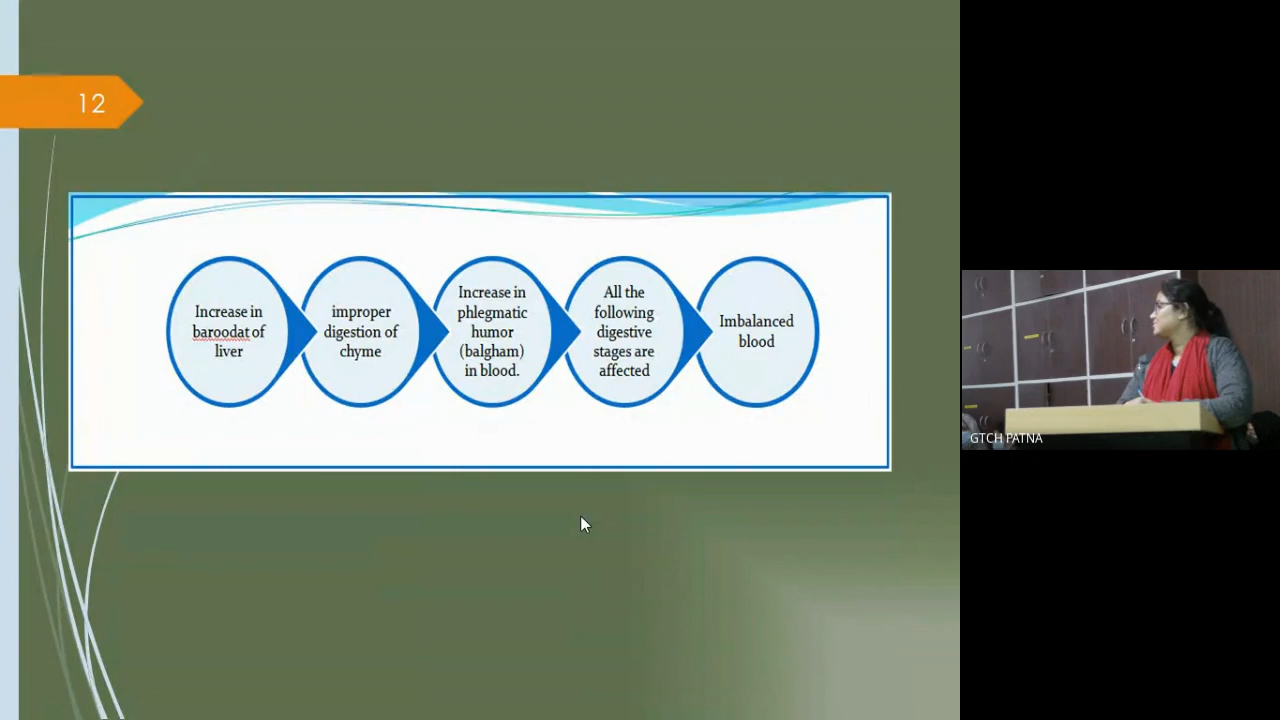 12
Increase in
baroodat of
liver
improper
digestion of
chyme
Increase in
phlegmatic
humor
(balgham)
in blood.
All the
following
digestive
stages are
affected
Imbalanced
blood
GTCH PATNA